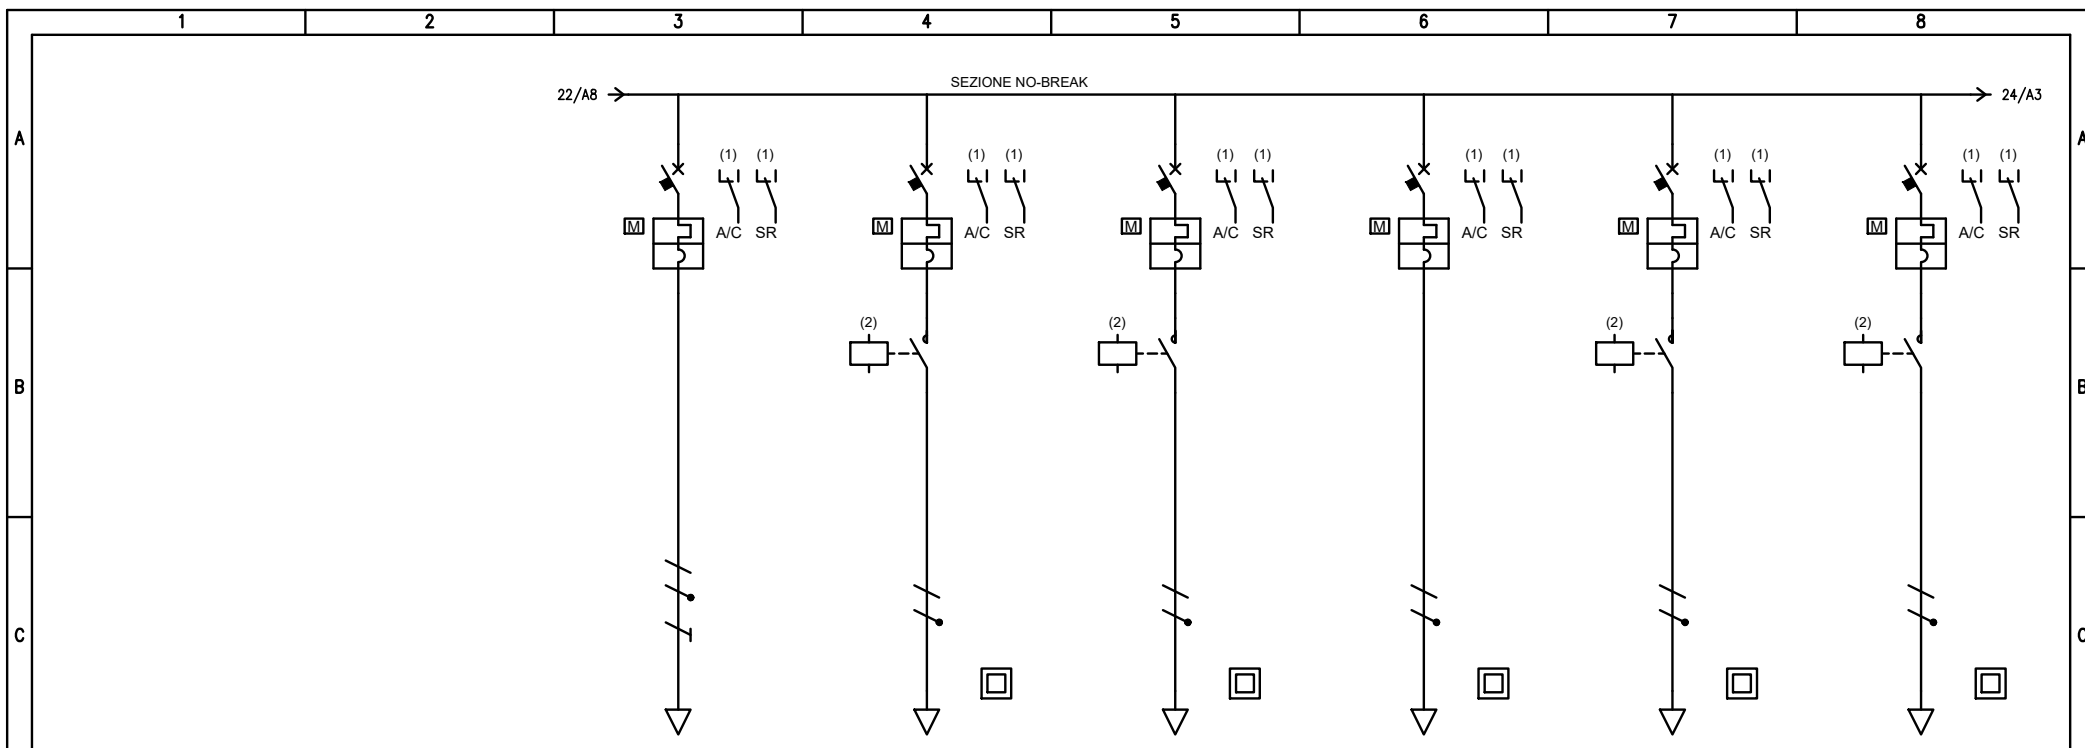 1 2 3 4 5 6 7 8
SEZIONE NO-BREAK
22/A8 24/A3
A A
(1) (1) (1) (1) (1) (1) (1) (1) (1) (1) (1) (1)
M A/C SR M A/C SR M A/C SR M A/C SR M A/C SR M A/C SR
(2) (2) (2) (2)
B B
C C